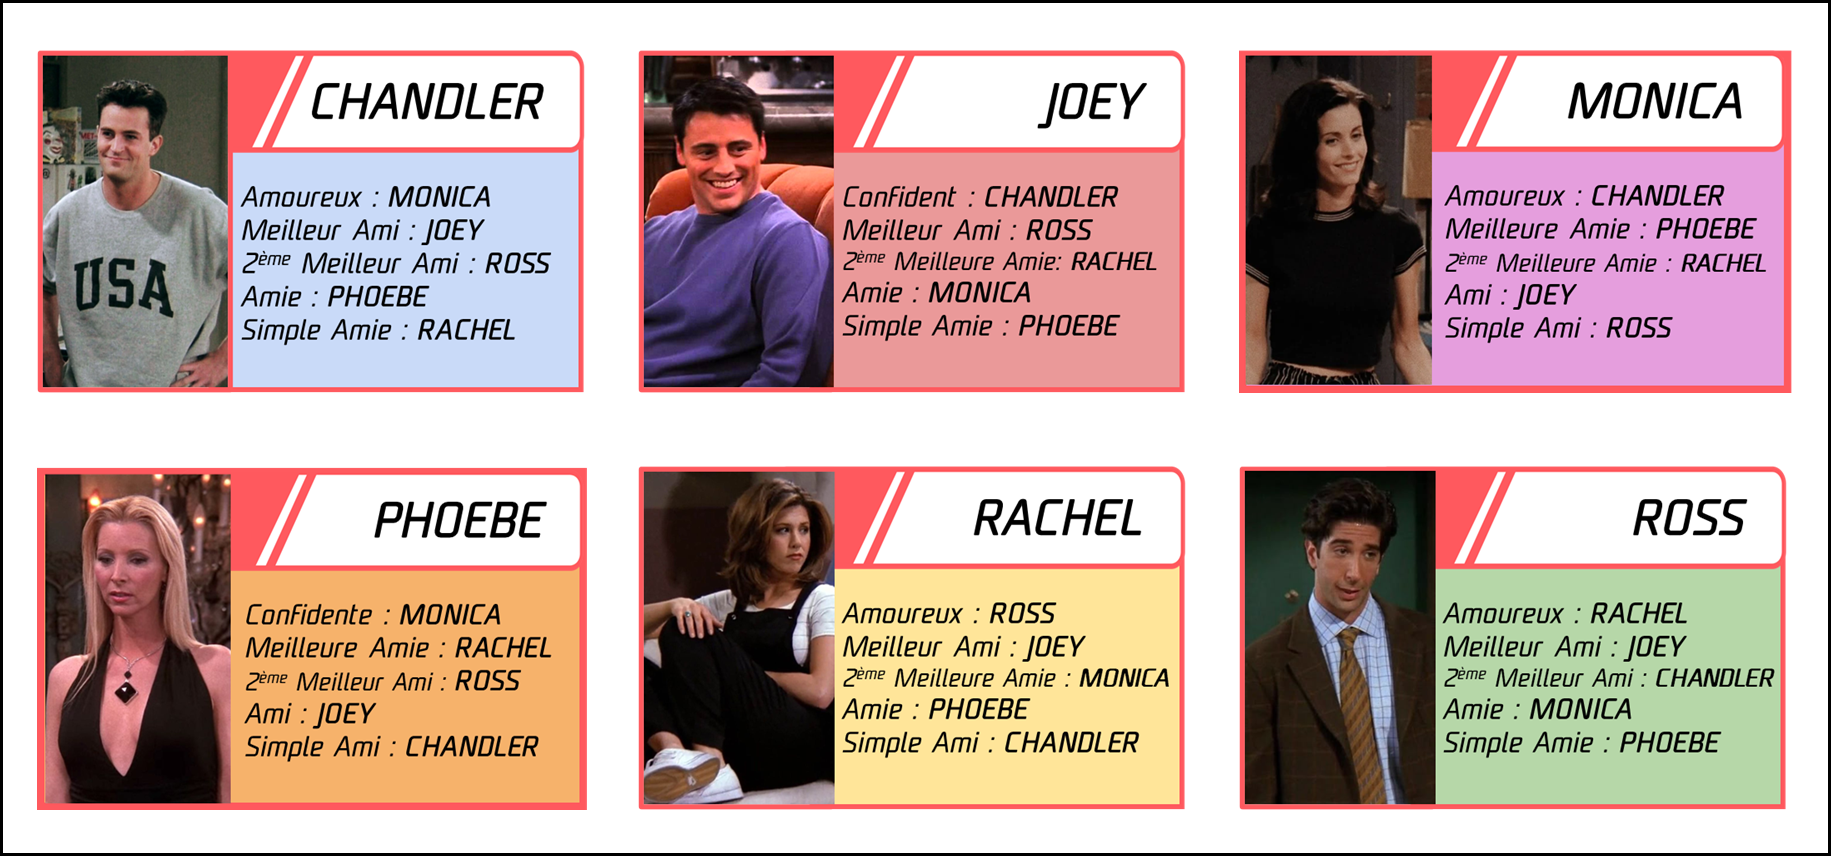 CHANDLER
Amoureux : MONICA
Meilleur Ami : JOEY
2ème Meilleur Ami : ROSS
Amie : PHOEBE
Simple Amie : RACHEL
USA
JOEY
Confident : CHANDLER
Meilleur Ami : ROSS
2ème Meilleure Amie: RACHEL
Amie : MONICA
Simple Amie : PHOEBE
MONICA
Amoureux : CHANDLER
Meilleure Amie : PHOEBE
2ème Meilleure Amie : RACHEL
Ami : JOEY
Simple Ami : ROSS
PHOEBE
Confidente : MONICA
Meilleure Amie : RACHEL
2ème Meilleur Ami : ROSS
Ami : JOEY
Simple Ami : CHANDLER
RACHEL
Amoureux : ROSS
Meilleur Ami : JOEY
2ème Meilleure Amie : MONICA
Amie : PHOEBE
Simple Ami : CHANDLER
ROSS
Amoureux : RACHEL
Meilleur Ami : JOEY
2ème Meilleur Ami : CHANDLER
Amie : MONICA
Simple Amie : PHOEBE